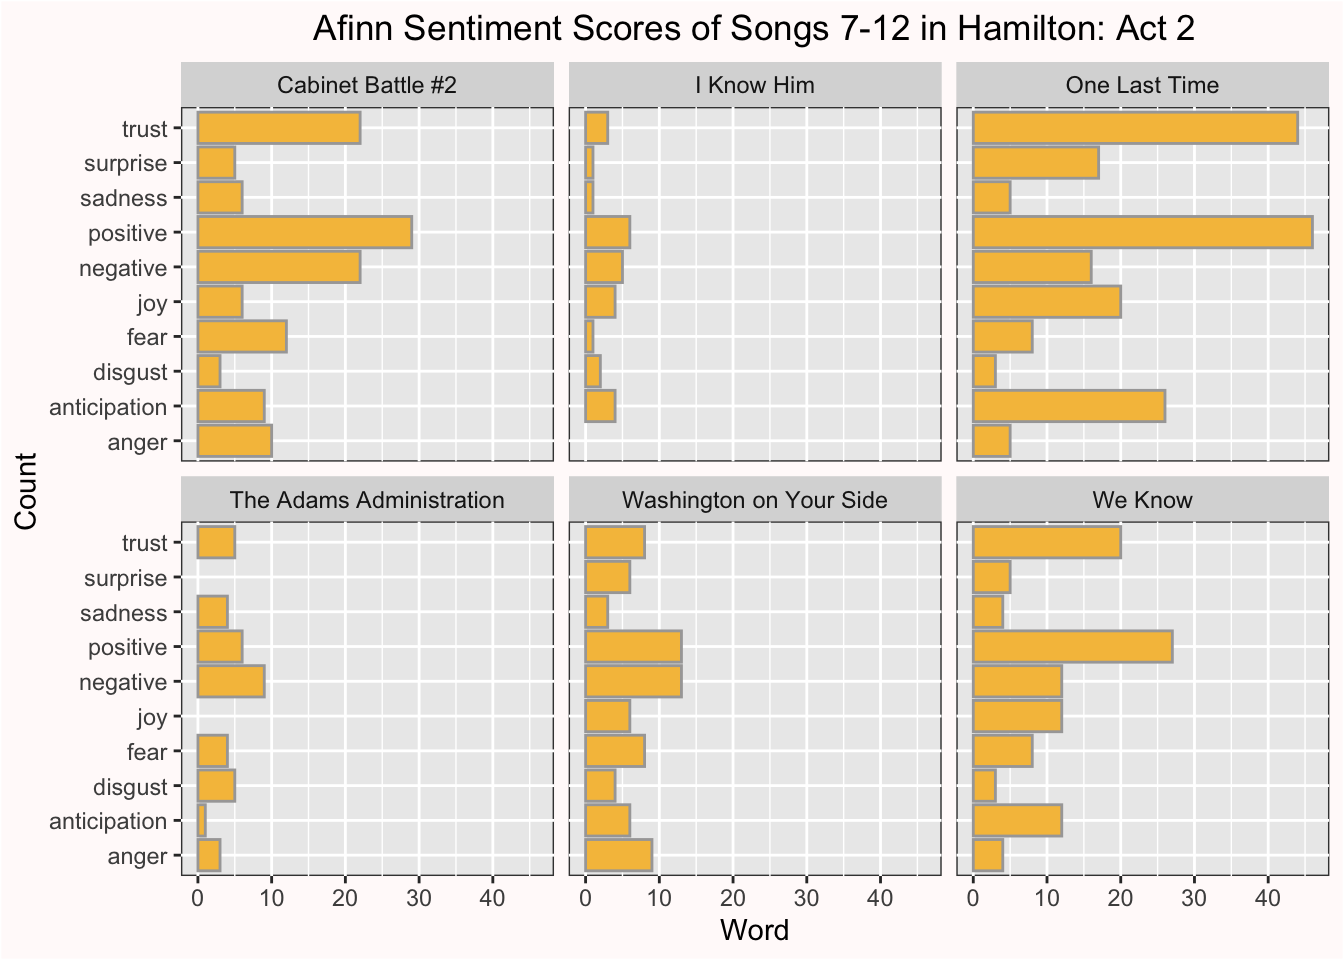 Afinn Sentiment Scores of Songs 7-12 in Hamilton: Act 2
Cabinet Battle #2
I Know Him
One Last Time
trust
surprise
sadness
positive
negative
joy
fear
disgust
anticipation
anger
Count
The Adams Administration
Washington on Your Side
We Know
trust
surprise
sadness
positive
negative
joy
fear
disgust
anticipation
anger
0 10 20 30 40
0 10 20 30 40
0 10 20 30 40
Word